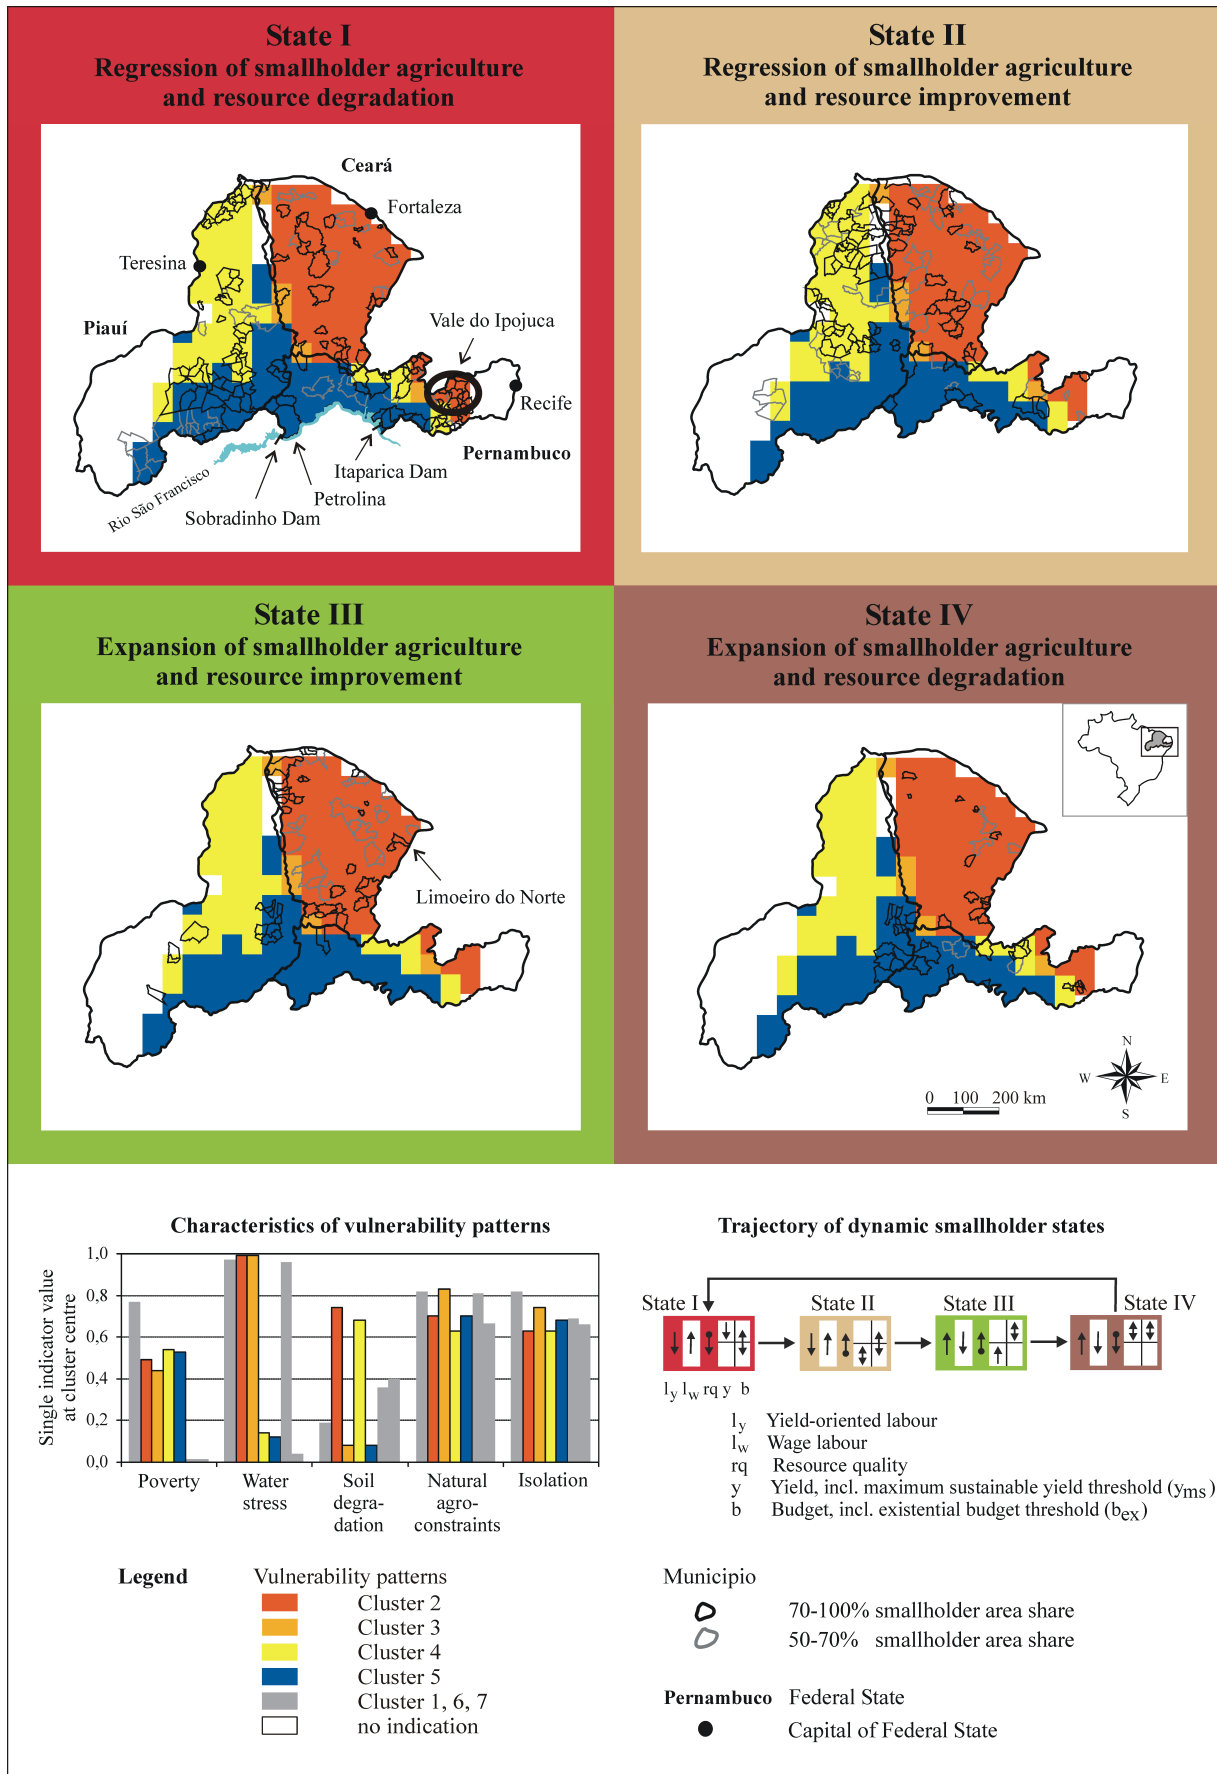 State I
Regression of smallholder agriculture
and resource degradation
Ceará
Fortaleza
Teresina
Piauí
Vale do Ipojuca
Recife
Pernambuco
Itaparica Dam
Petrolina
Sobradinho Dam
Rio São Francisco
State II
Regression of smallholder agriculture
and resource improvement
State III
Expansion of smallholder agriculture
and resource improvement
Limoeiro do Norte
State IV
Expansion of smallholder agriculture
and resource degradation
N
W E
S
0 100 200 km
Characteristics of vulnerability patterns
Single indicator value
at cluster centre
1,0
0,8
0,6
0,4
0,2
0,0
Poverty
Water
stress
Soil
degra-
dation
Natural
agro-
constraints
Isolation
Trajectory of dynamic smallholder states
State I
State II
State III
State IV
ly lw rq y b
ly Yield-oriented labour
lw Wage labour
rq Resource quality
y Yield, incl. maximum sustainable yield threshold (yms)
b Budget, incl. existential budget threshold (bex)
Legend
Vulnerability patterns
Cluster 2
Cluster 3
Cluster 4
Cluster 5
Cluster 1, 6, 7
no indication
Municipio
70-100% smallholder area share
50-70% smallholder area share
Pernambuco Federal State
Capital of Federal State